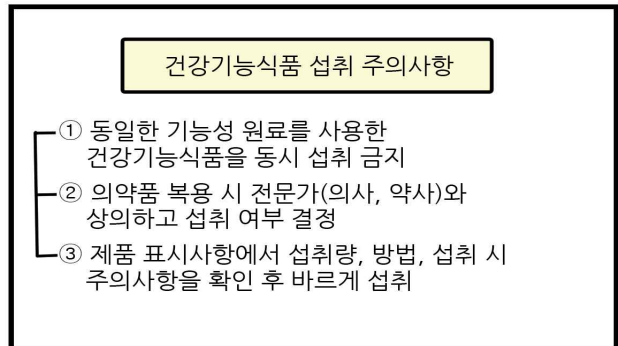 건강기능식품 섭취 주의사항
① 동일한 기능성 원료를 사용한
건강기능식품을 동시 섭취 금지
② 의약품 복용 시 전문가(의사, 약사)와
상의하고 섭취 여부 결정
③ 제품 표시사항에서 섭취량, 방법, 섭취 시
주의사항을 확인 후 바르게 섭취